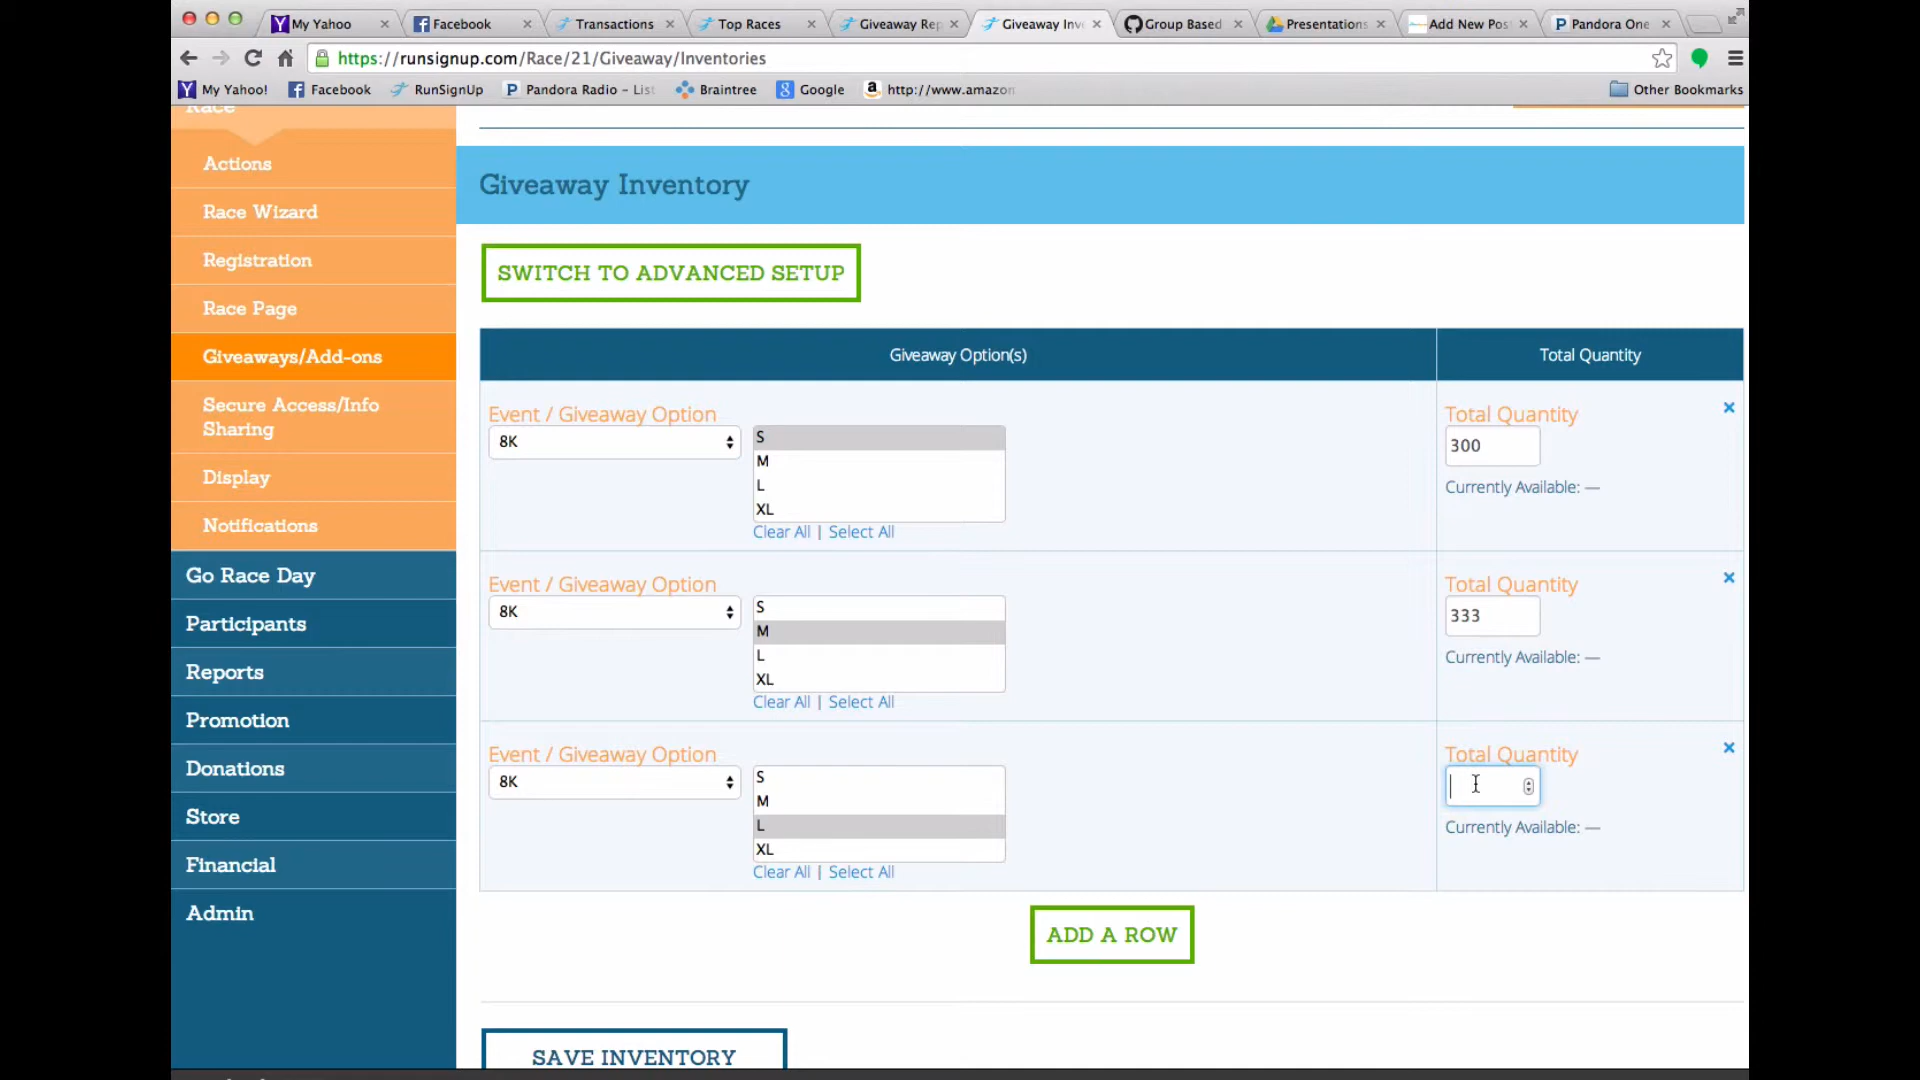 My Yahoo
Facebook
Transactions
Top Races
Giveaway Rep
Giveaway Inve
Group Based
Presentations
Add New Pos
Pandora One
https://runsignup.com/Race/21/Giveaway/Inventories
My Yahoo!
Facebook
RunSignUp
Pandora Radio – List
Braintree
Google
http://www.amazon
Other Bookmarks
Race
Actions
Race Wizard
Registration
Race Page
Giveaways/Add-ons
Secure Access/Info
Sharing
Display
Notifications
Go Race Day
Participants
Reports
Promotion
Donations
Store
Financial
Admin
Giveaway Inventory
SWITCH TO ADVANCED SETUP
Giveaway Option(s)
Total Quantity
Event / Giveaway Option
8K
S
M
L
XL
Clear All | Select All
Total Quantity
300
Currently Available: —
Event / Giveaway Option
8K
S
M
L
XL
Clear All | Select All
Total Quantity
333
Currently Available: —
Event / Giveaway Option
8K
S
M
L
XL
Clear All | Select All
Total Quantity
Currently Available: —
ADD A ROW
SAVE INVENTORY